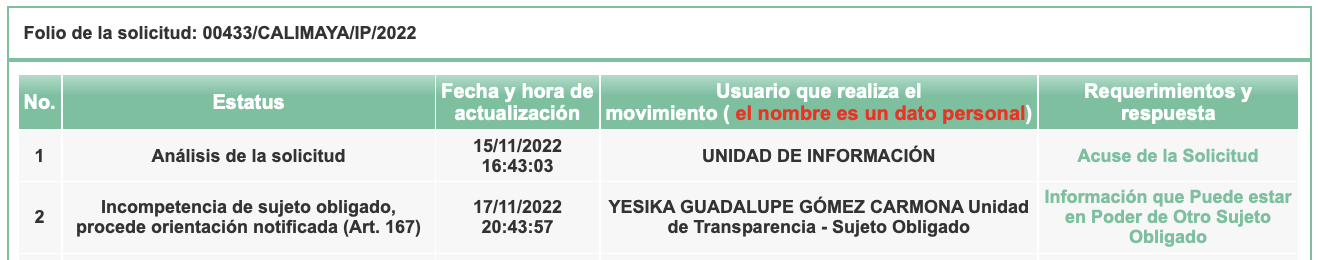 Folio de la solicitud: 00433/CALIMAYA/IP/2022
No.
Estatus
Fecha y hora de
actualización
Usuario que realiza el
movimiento ( el nombre es un dato personal)
Requerimientos y
respuesta
1
Análisis de la solicitud
15/11/2022
16:43:03
UNIDAD DE INFORMACIÓN
Acuse de la Solicitud
2
Incompetencia de sujeto obligado,
procede orientación notificada (Art. 167)
17/11/2022
20:43:57
YESIKA GUADALUPE GÓMEZ CARMONA Unidad
de Transparencia - Sujeto Obligado
Información que Puede estar
en Poder de Otro Sujeto
Obligado